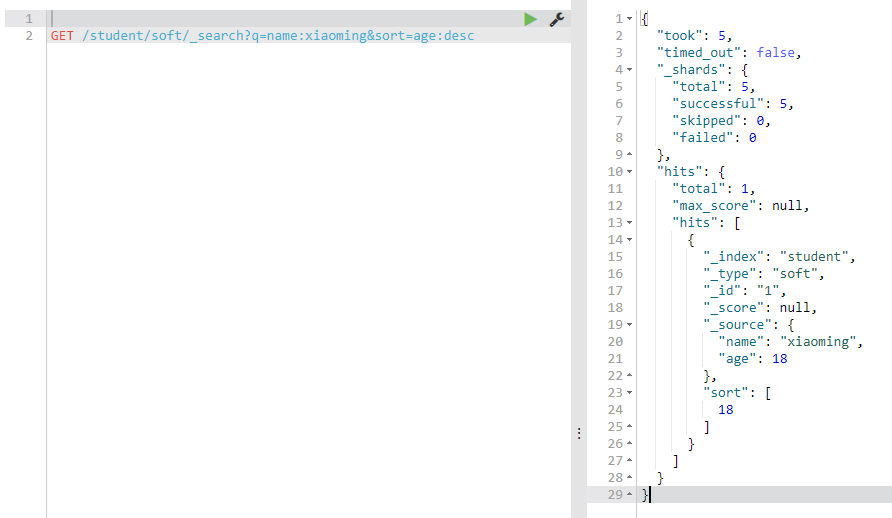 1
2 GET /student/soft/_search?q=name:xiaoming&sort=age:desc
1 {
2   "took": 5,
3   "timed_out": false,
4   "_shards": {
5     "total": 5,
6     "successful": 5,
7     "skipped": 0,
8     "failed": 0
9   },
10   "hits": {
11     "total": 1,
12     "max_score": null,
13     "hits": [
14       {
15         "_index": "student",
16         "_type": "soft",
17         "_id": "1",
18         "_score": null,
19         "_source": {
20           "name": "xiaoming",
21           "age": 18
22         },
23         "sort": [
24           18
25         ]
26       }
27     ]
28   }
29 }